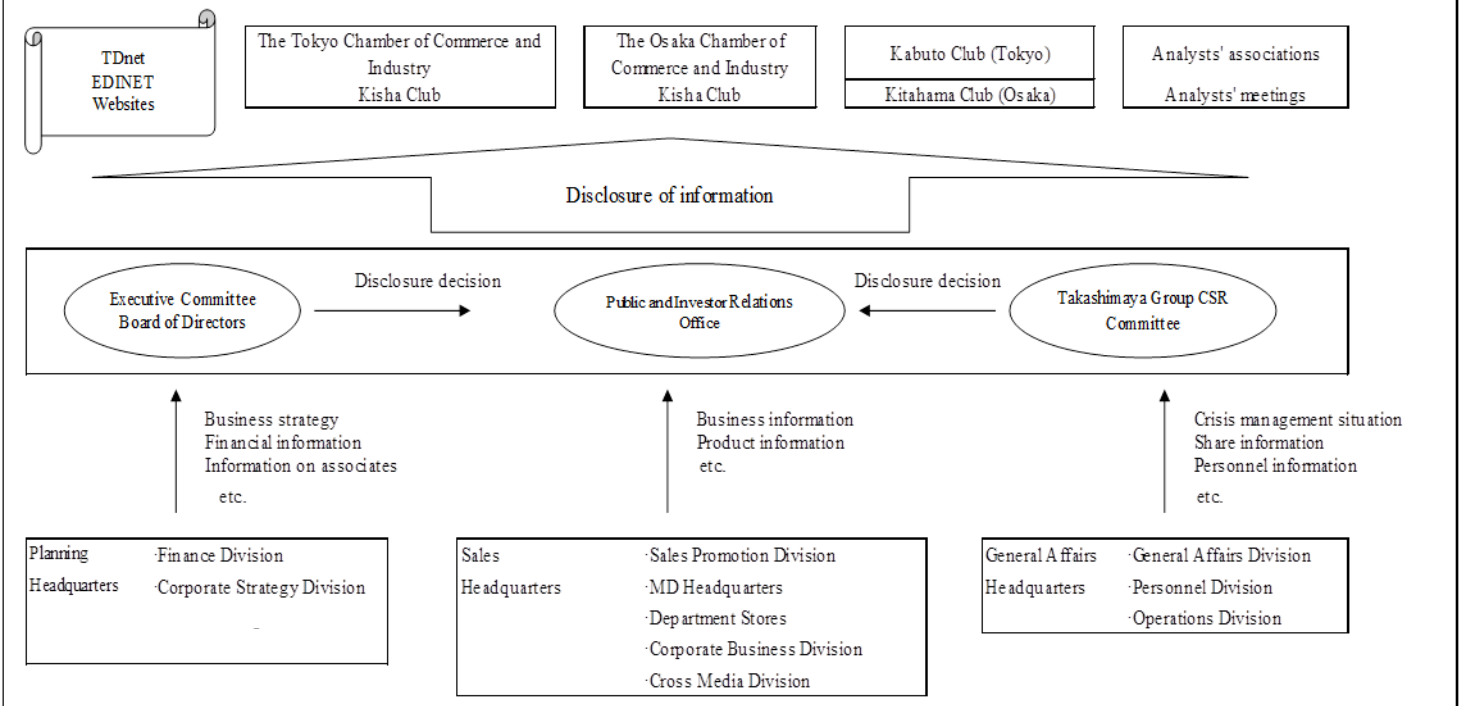 TDnet
EDINET
Websites
The Tokyo Chamber of Commerce and
Industry
Kisha Club
The Osaka Chamber of
Commerce and Industry
Kisha Club
Kabuto Club (Tokyo)
Kitahama Club (Osaka)
Analysts' associations
Analysts' meetings
Disclosure of information
Executive Committee
Board of Directors
Disclosure decision
Public and Investor Relations
Office
Disclosure decision
Takashimaya Group CSR
Committee
Business strategy
Financial information
Information on associates
etc.
Business information
Product information
etc.
Crisis management situation
Share information
Personnel information
etc.
Planning
Headquarters
·Finance Division
·Corporate Strategy Division
Sales
Headquarters
·Sales Promotion Division
·MD Headquarters
·Department Stores
·Corporate Business Division
·Cross Media Division
General Affairs
Headquarters
·General Affairs Division
·Personnel Division
·Operations Division